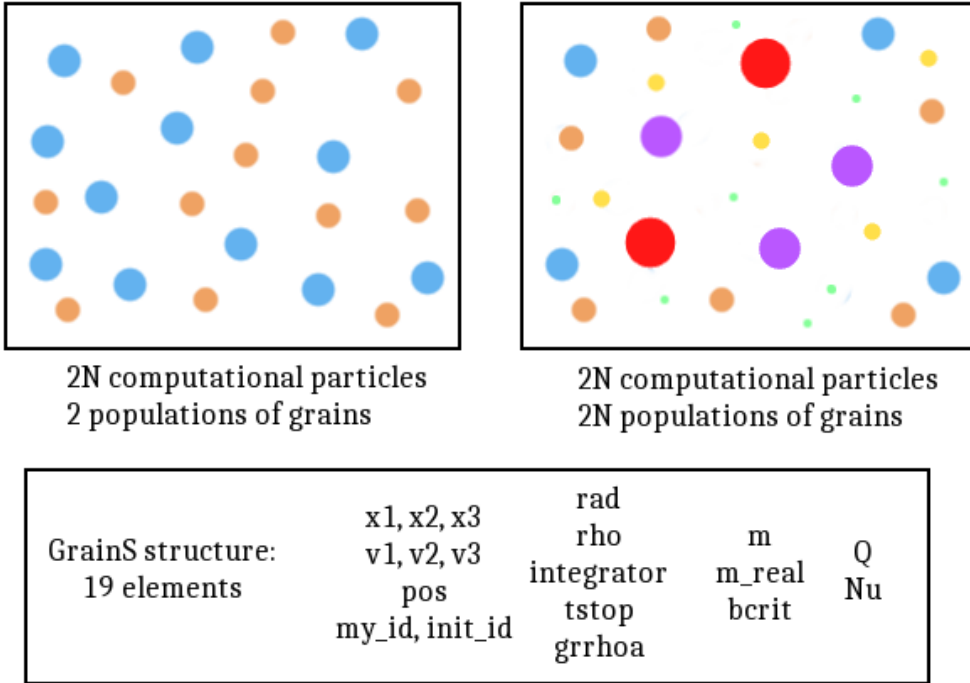 2N computational particles
2 populations of grains
2N computational particles
2N populations of grains
GrainS structure:
19 elements
x1, x2, x3
v1, v2, v3
pos
my_id, init_id
rad
rho
integrator
tstop
grrhoa
m
m_real
bcrit
Q
Nu